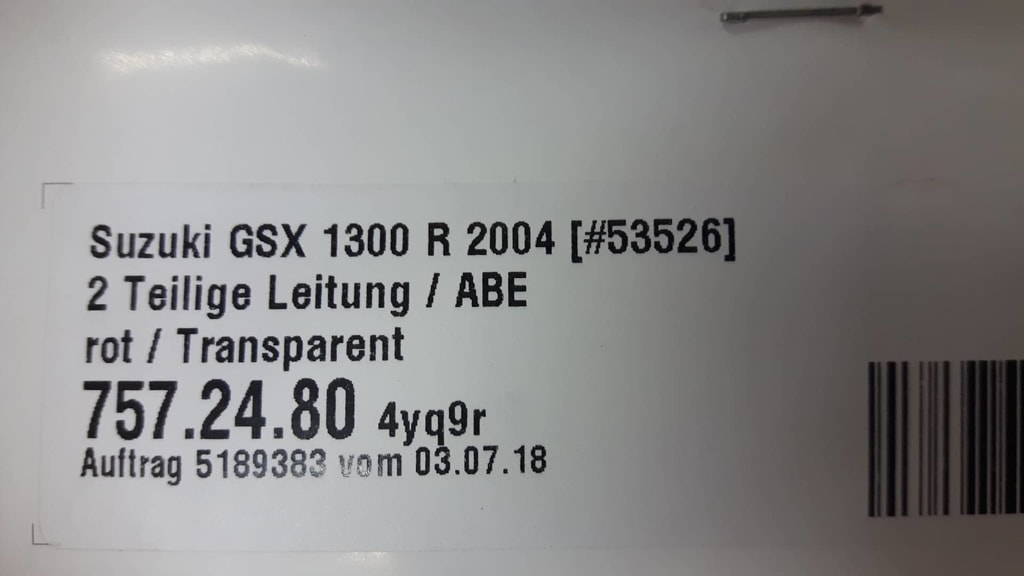 Suzuki GSX 1300 R 2004 [#53526]
2 Teilige Leitung / ABE
rot / Transparent
757.24.80 4yq9r
Auftrag 5189383 vom 03.07.18